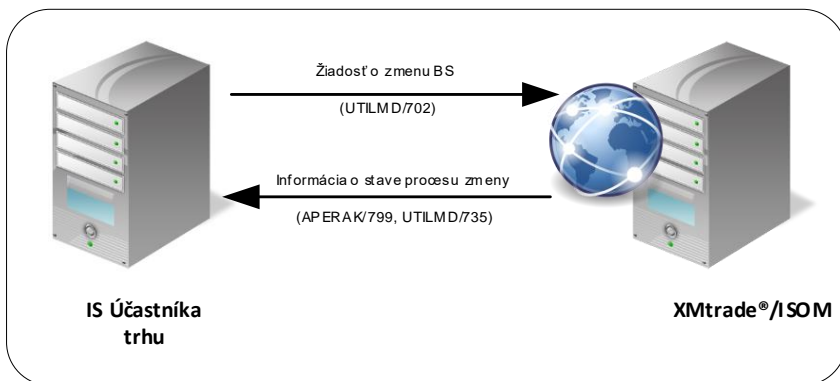 Žiadosť o zmenu BS
(UTILMD/702)
Informácia o stave procesu zmeny
(APERAK/799, UTILMD/735)
IS Účastníka
trhu
XMtrade®/ISOM